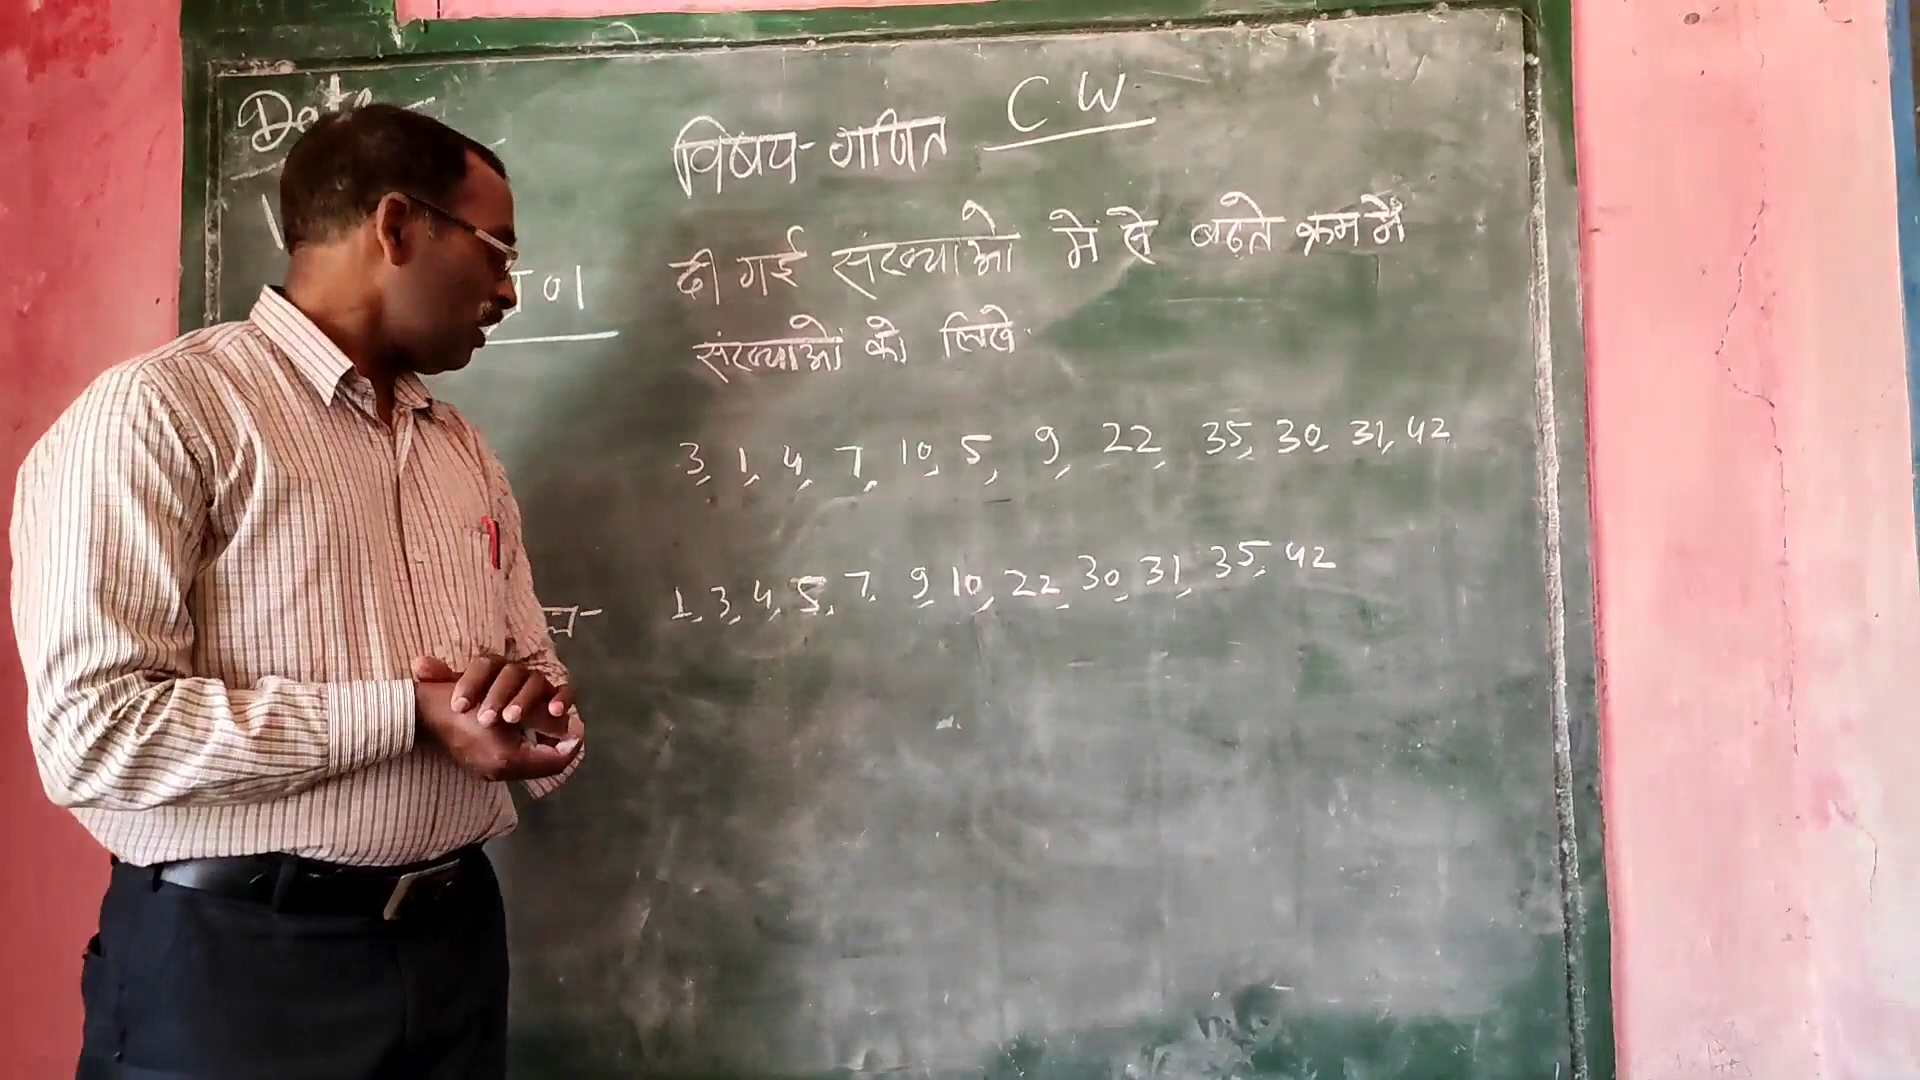 विषय-गणित C.W
दी गई संख्याओ मे से बढ़ते क्रम में
01
संख्याओं को लिखे
3, 1, 4, 7, 10, 5, 9, 22, 35, 30, 31, 42
1, 3, 4, 5, 7, 9, 10, 22, 30, 31, 35, 42